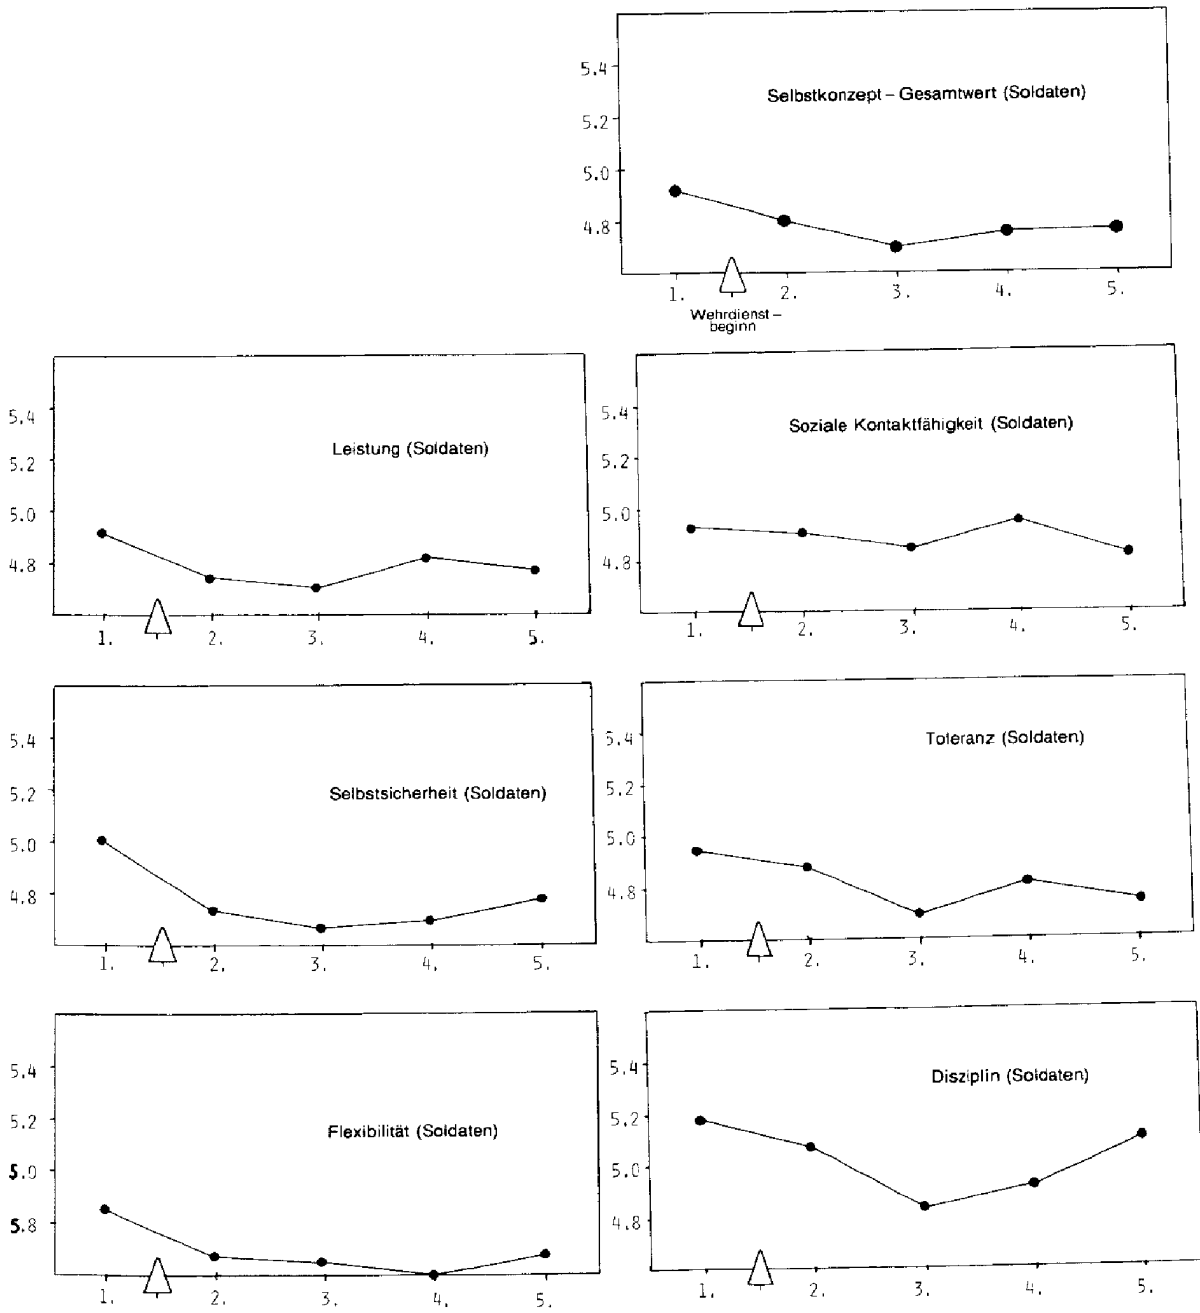 Selbstkonzept – Gesamtwert (Soldaten)
5.4
5.2
5.0
4.8
1. 2. 3. 4. 5.
Wehrdienst –
beginn
Leistung (Soldaten)
5.4
5.2
5.0
4.8
1. 2. 3. 4. 5.
Soziale Kontaktfähigkeit (Soldaten)
5.4
5.2
5.0
4.8
1. 2. 3. 4. 5.
Selbstsicherheit (Soldaten)
5.4
5.2
5.0
4.8
1. 2. 3. 4. 5.
Toleranz (Soldaten)
5.4
5.2
5.0
4.8
1. 2. 3. 4. 5.
Flexibilität (Soldaten)
5.4
5.2
5.0
5.8
1. 2. 3. 4. 5.
Disziplin (Soldaten)
5.4
5.2
5.0
4.8
1. 2. 3. 4. 5.